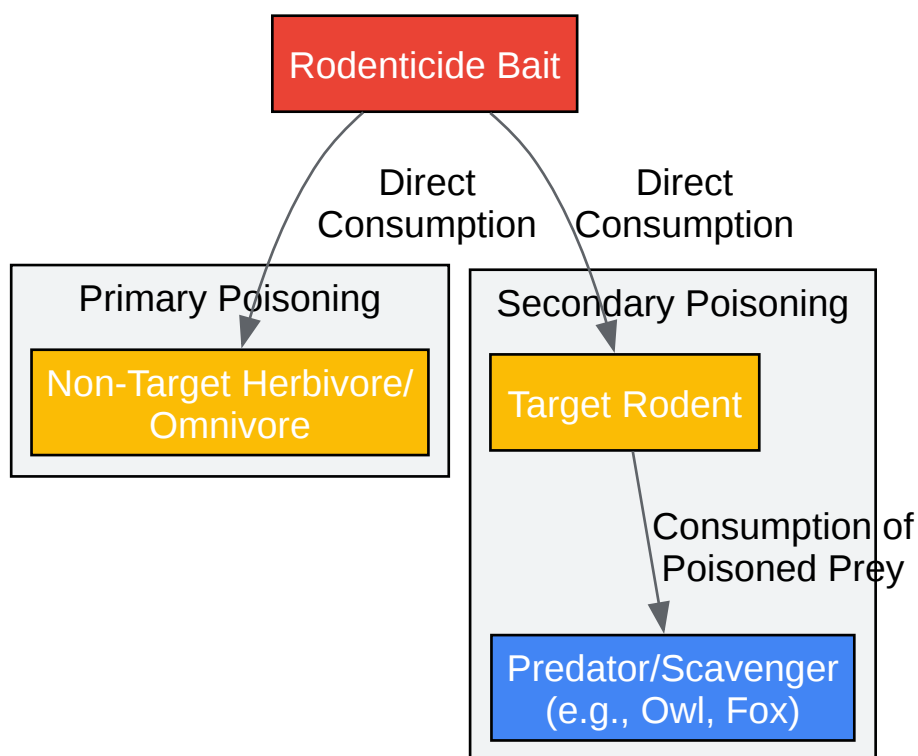 Rodenticide Bait
Direct
Consumption
Direct
Consumption
Primary Poisoning
Non-Target Herbivore/
Omnivore
Secondary Poisoning
Target Rodent
Consumption of
Poisoned Prey
Predator/Scavenger
(e.g., Owl, Fox)